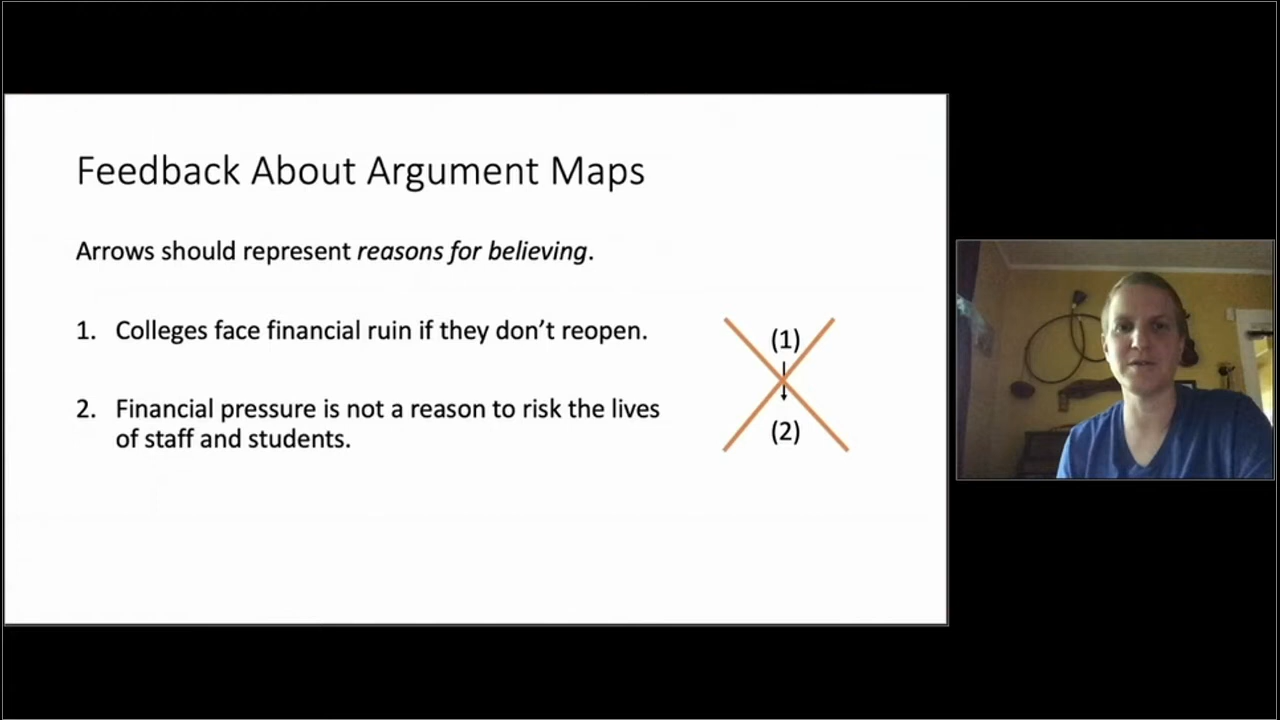 Feedback About Argument Maps
Arrows should represent reasons for believing.
1. Colleges face financial ruin if they don’t reopen.
2. Financial pressure is not a reason to risk the lives
of staff and students.
(1)
(2)